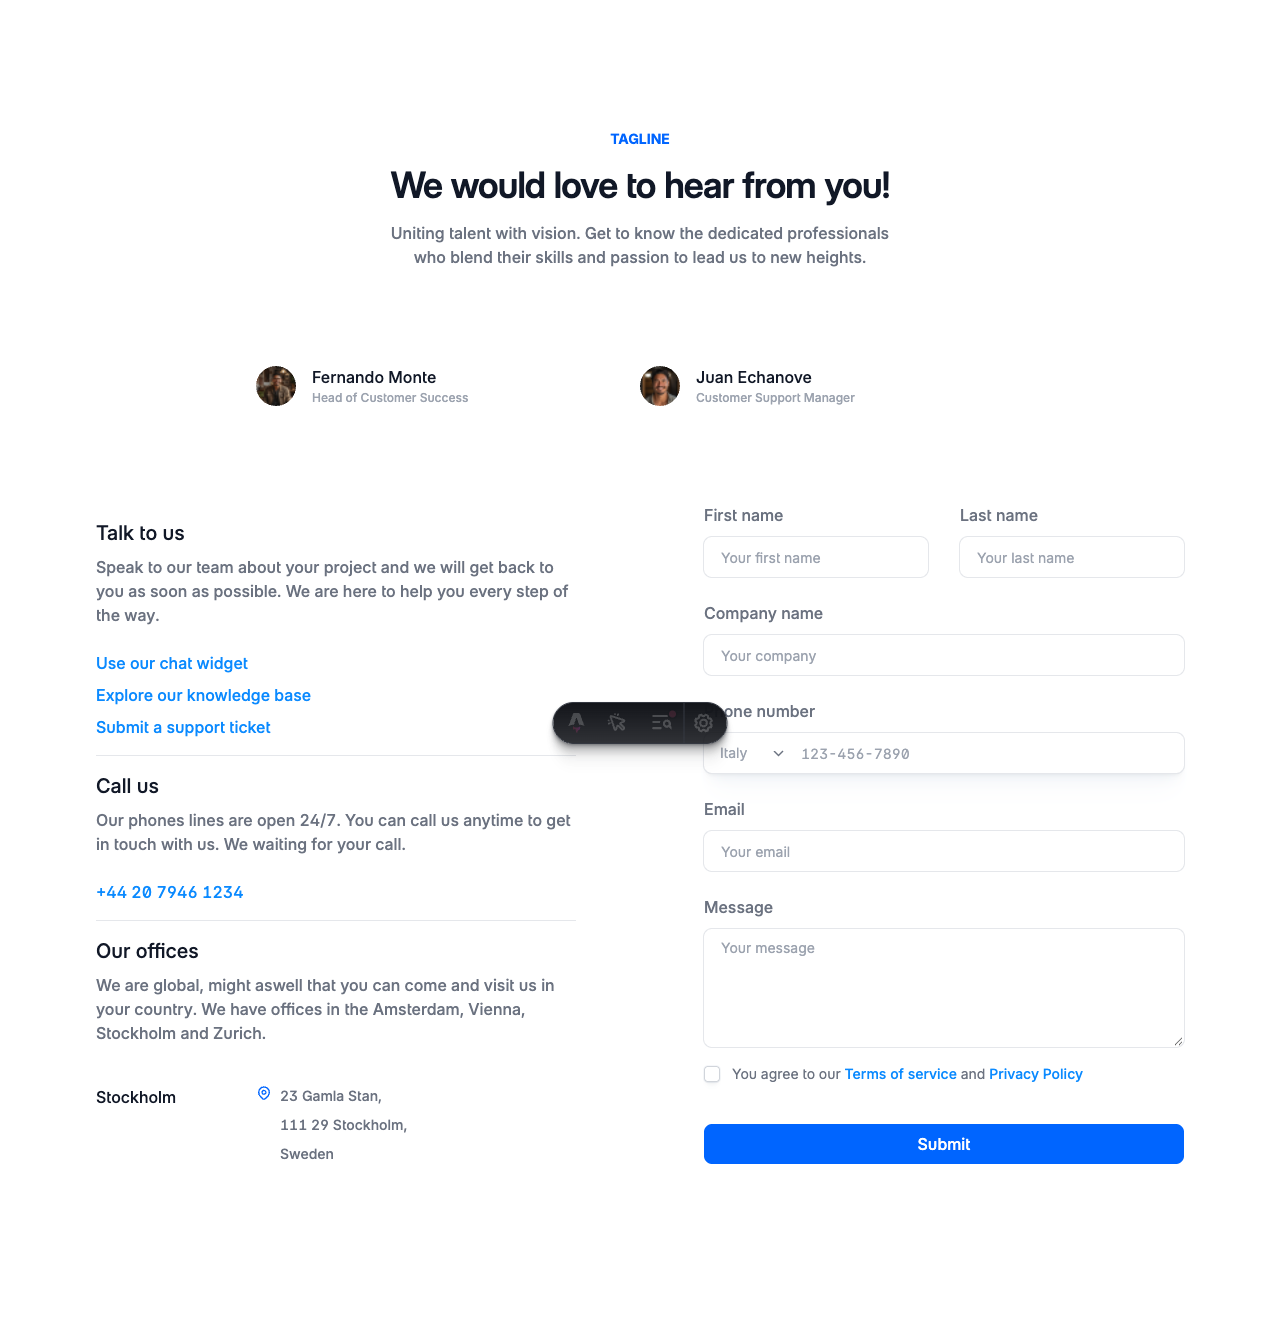 TAGLINE
We would love to hear from you!
Uniting talent with vision. Get to know the dedicated professionals
who blend their skills and passion to lead us to new heights.
Fernando Monte
Head of Customer Success
Juan Echanove
Customer Support Manager
Talk to us
Speak to our team about your project and we will get back to
you as soon as possible. We are here to help you every step of
the way.
Use our chat widget
Explore our knowledge base
Submit a support ticket
Call us
Our phones lines are open 24/7. You can call us anytime to get
in touch with us. We waiting for your call.
+44 20 7946 1234
Our offices
We are global, might aswell that you can come and visit us in
your country. We have offices in the Amsterdam, Vienna,
Stockholm and Zurich.
Stockholm
23 Gamla Stan,
111 29 Stockholm,
Sweden
First name
Last name
Your first name
Your last name
Company name
Your company
one number
Italy
123-456-7890
Email
Your email
Message
Your message
You agree to our Terms of service and Privacy Policy
Submit